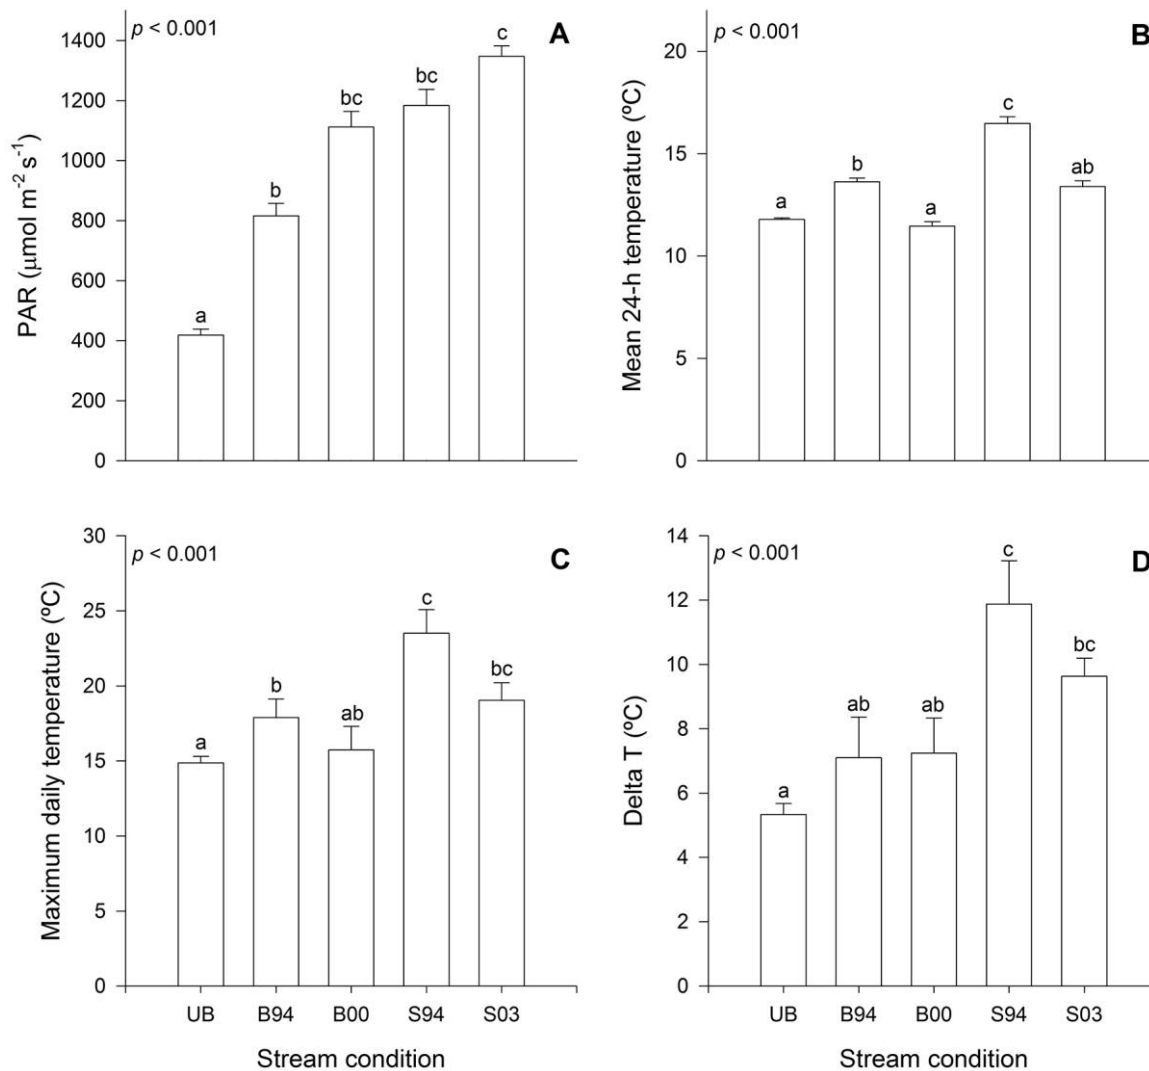 p < 0.001
A
PAR (μmol m⁻² s⁻¹)
1400
1200
1000
800
600
400
200
0
a
b
bc
bc
c
p < 0.001
B
Mean 24-h temperature (ºC)
20
15
10
5
0
a
b
a
c
ab
p < 0.001
C
Maximum daily temperature (ºC)
30
25
20
15
10
5
0
a
b
ab
c
bc
UB B94 B00 S94 S03
Stream condition
p < 0.001
D
Delta T (ºC)
14
12
10
8
6
4
2
0
a
ab
ab
c
bc
UB B94 B00 S94 S03
Stream condition